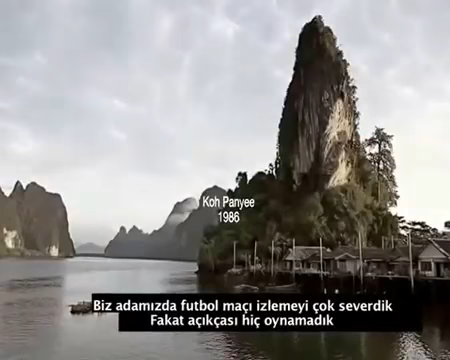 Koh Panyee
1986
Biz adamızda futbol maçı izlemeyi çok severdik
Fakat açıkçası hiç oynamadık